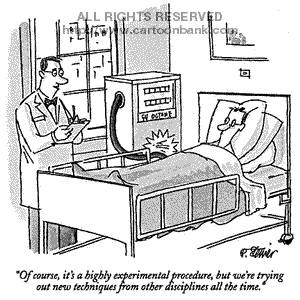 ALL RIGHTS RESERVED
http://www.cartoonbank.com
"Of course, it's a highly experimental procedure, but we're trying
out new techniques from other disciplines all the time."